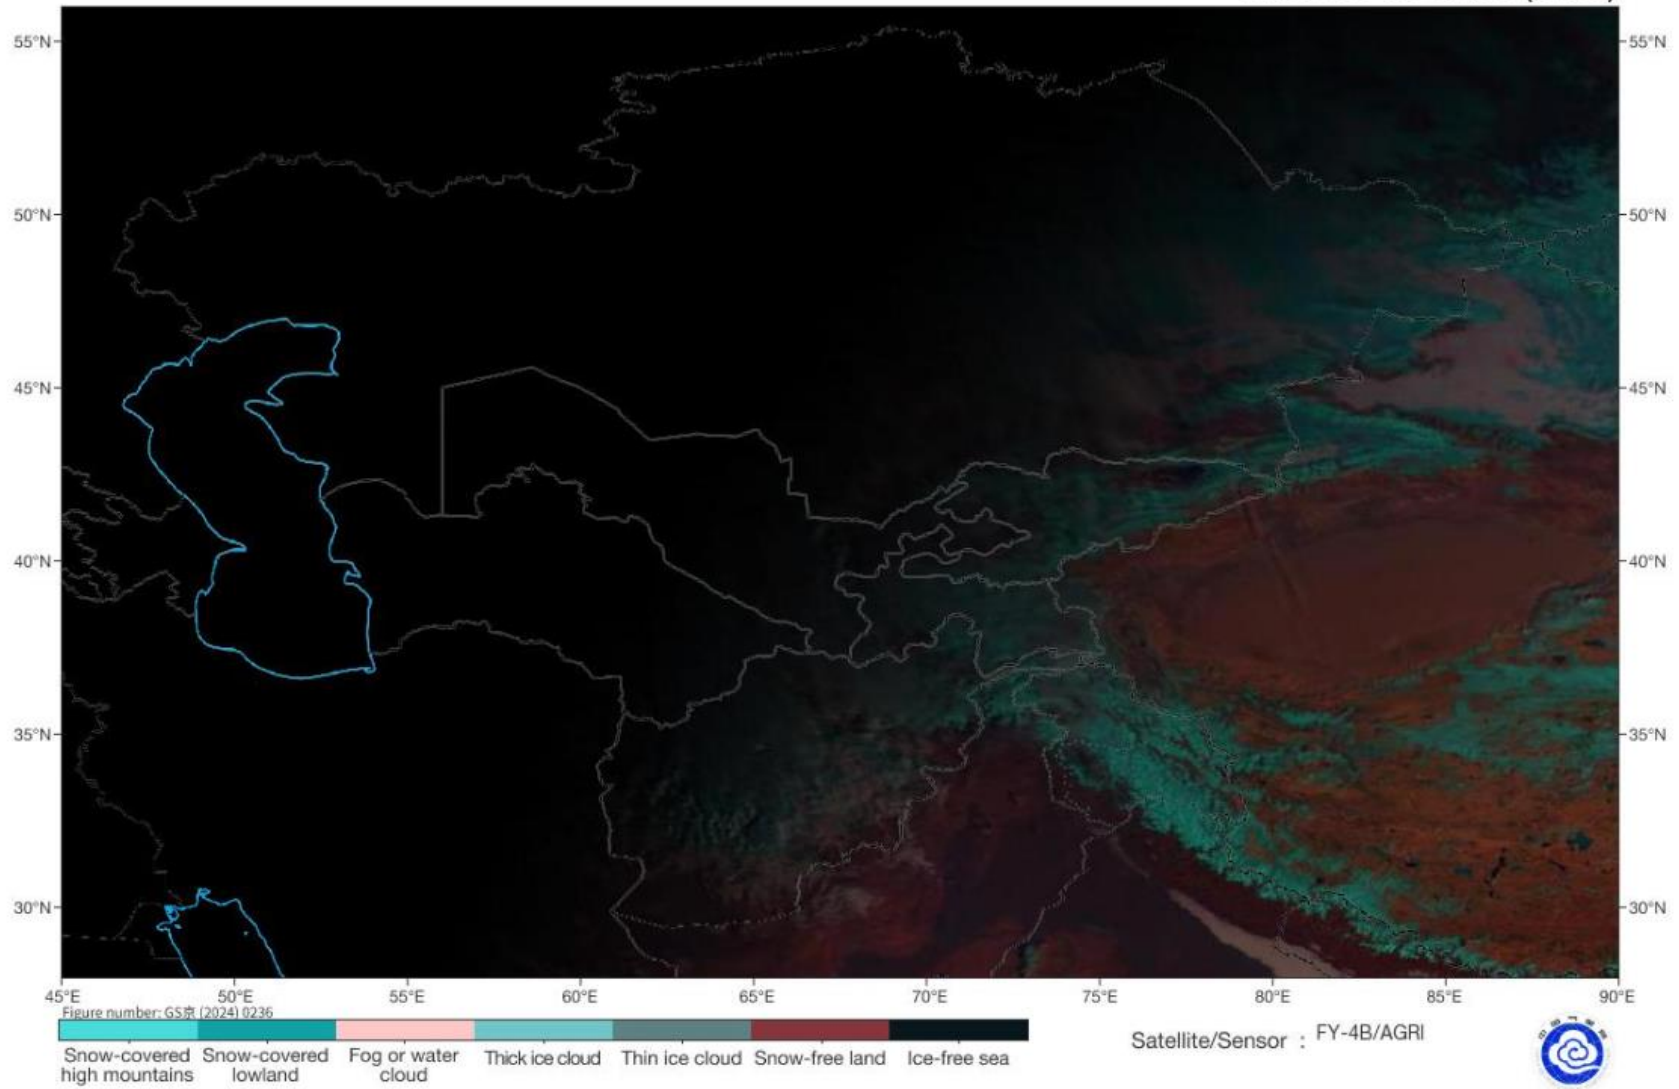 55°N
55°N
50°N
50°N
45°N
45°N
40°N
40°N
35°N
35°N
30°N
30°N
45°E
50°E
55°E
60°E
65°E
70°E
75°E
80°E
85°E
90°E
Figure number: GS京 (2024) 0236
Snow-covered
high mountains
Snow-covered
lowland
Fog or water
cloud
Thick ice cloud
Thin ice cloud
Snow-free land
Ice-free sea
Satellite/Sensor : FY-4B/AGRI